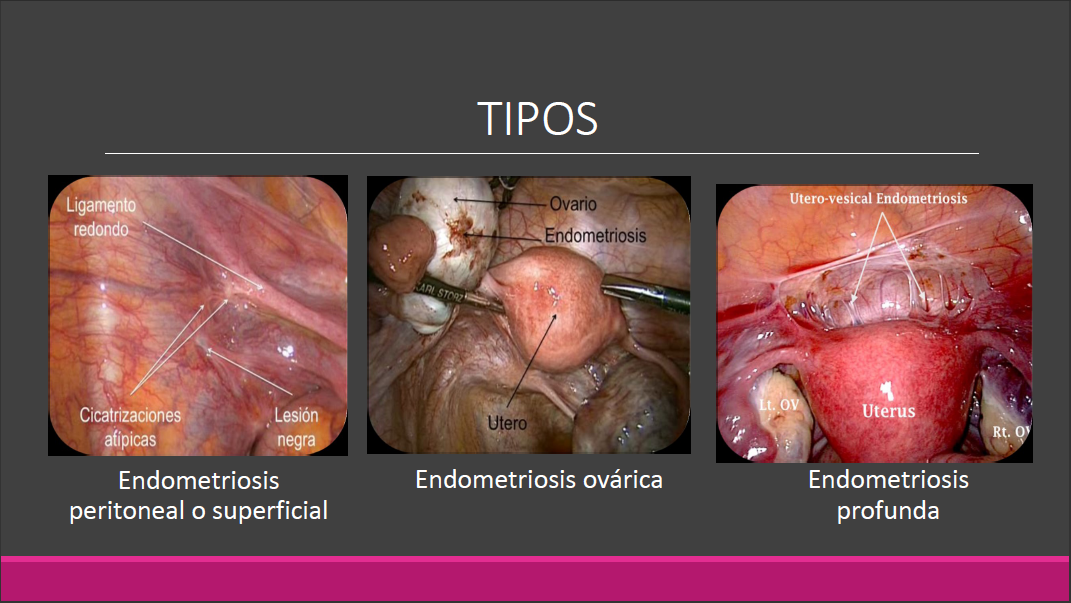 TIPOS
Ligamento
redondo
Cicatrizaciones
afípicas
Lesión
negra
Endometriosis
peritoneal o superficial
Ovario
Endometriosis
KARL STORZ
Utero
Endometriosis ovárica
Utero-vesical Endometriosis
Lt. OV
Uterus
Rt. OV
Endometriosis
profunda